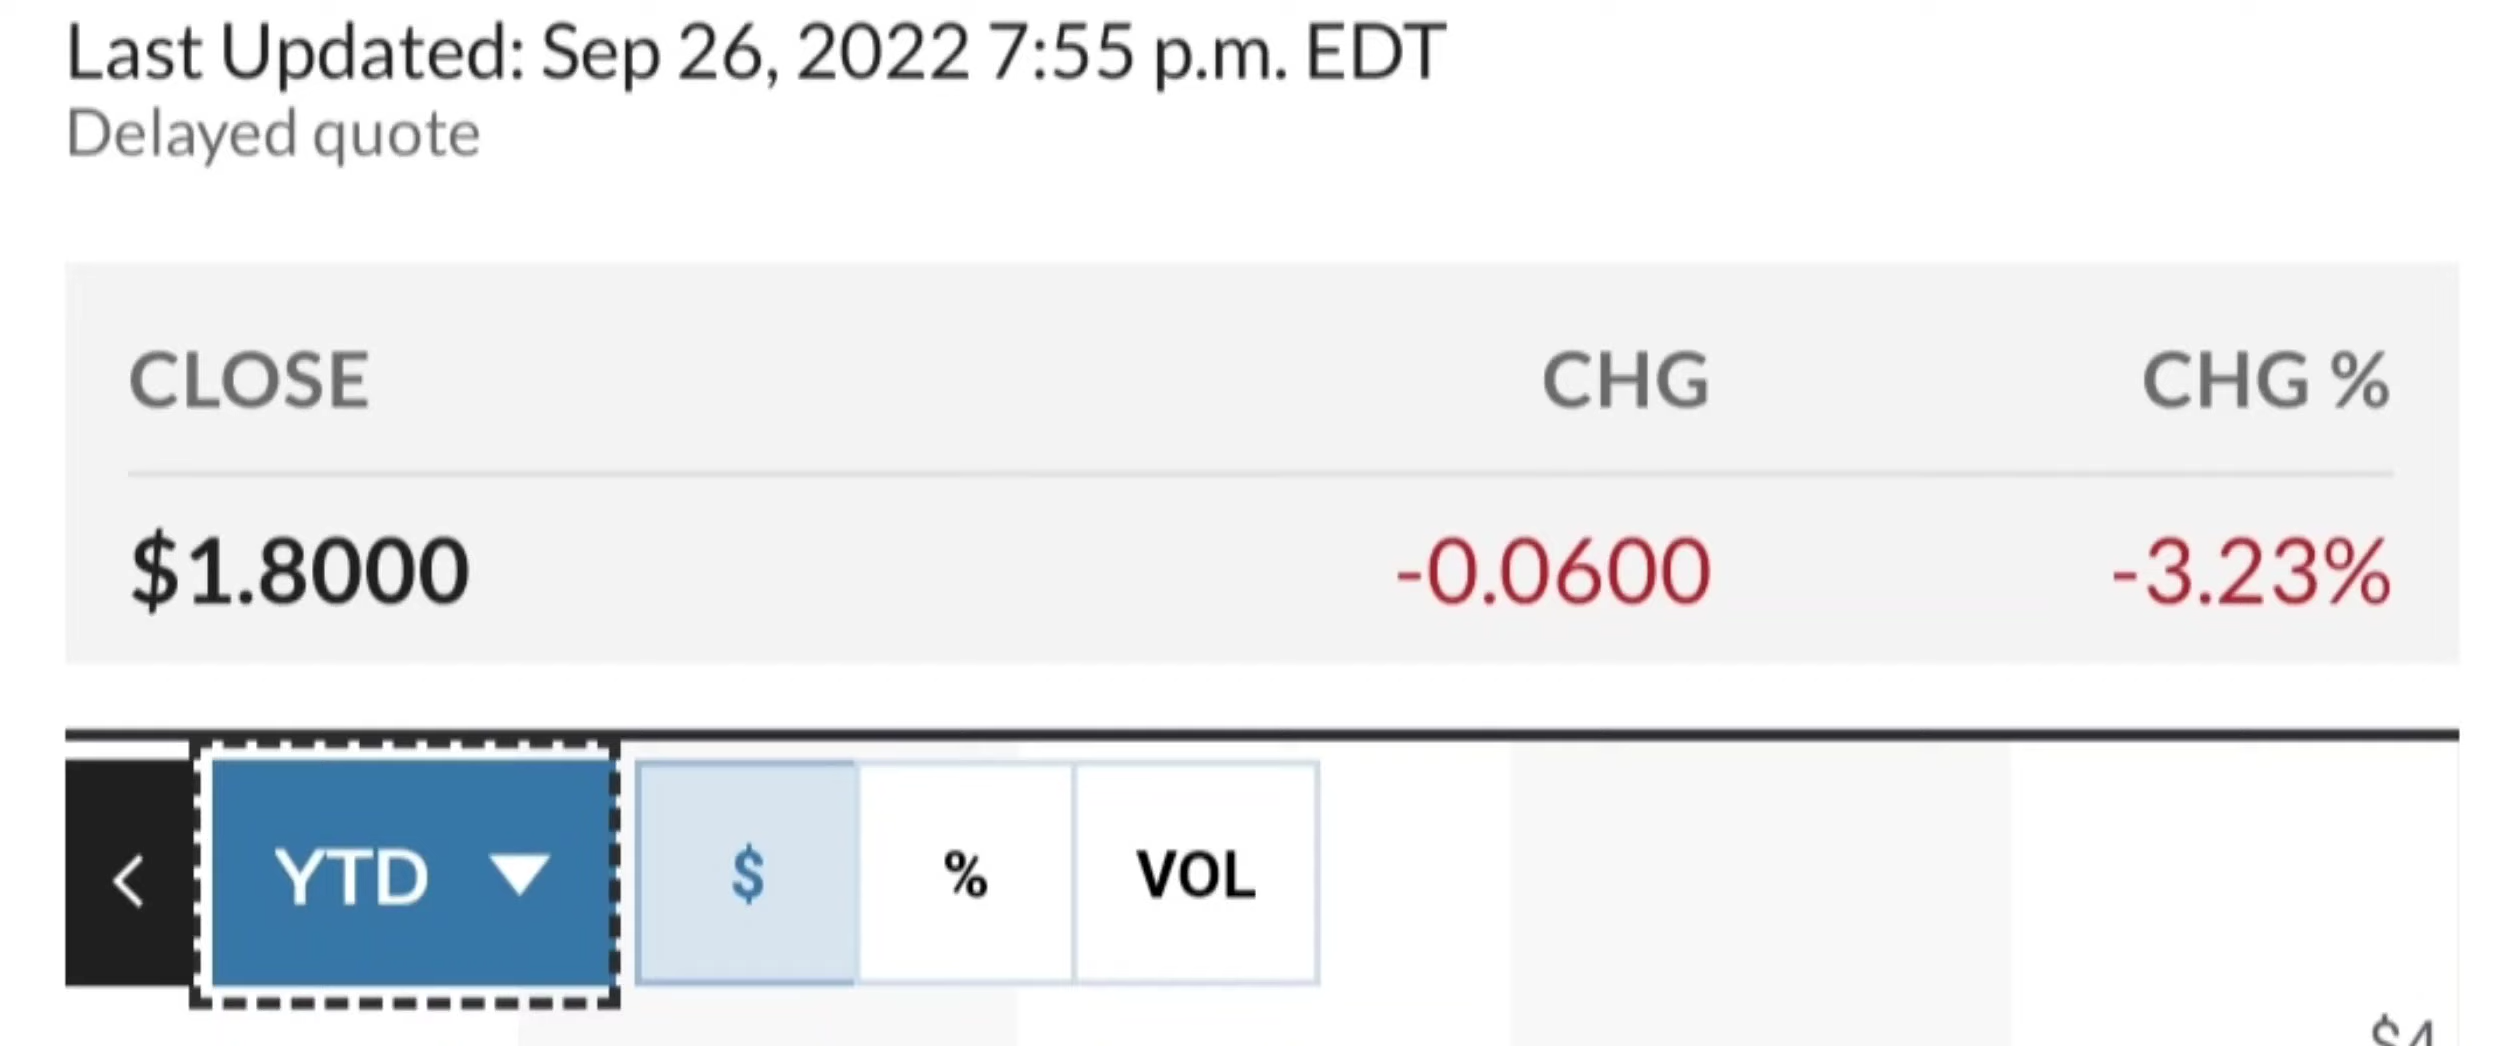 Last Updated: Sep 26, 2022 7:55 p.m. EDT
Delayed quote
CLOSE CHG CHG %
$1.8000 -0.0600 -3.23%
YTD $ % VOL
$4